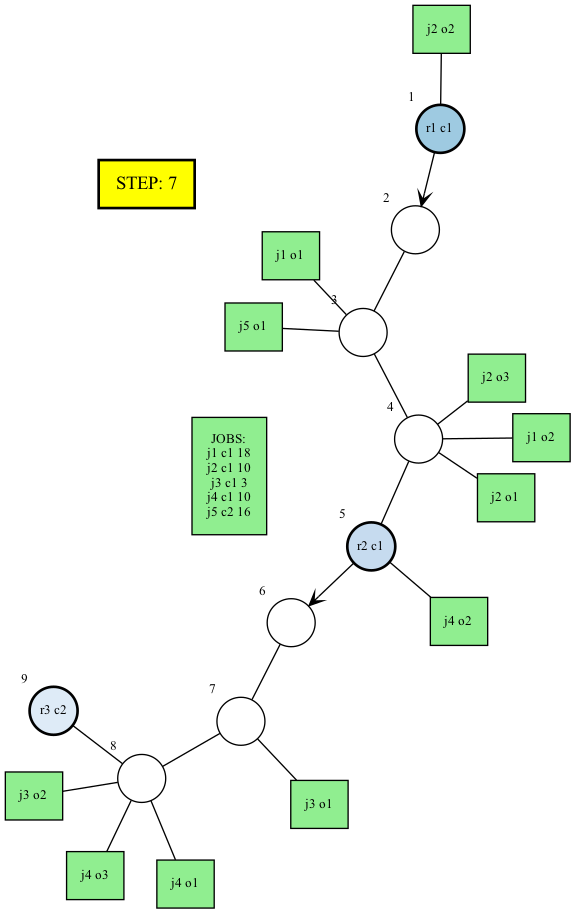 j2 o2
1
r1 c1
STEP: 7
2
j1 o1
3
j5 o1
j2 o3
4
j1 o2
JOBS:
j1 c1 18
j2 c1 10
j3 c1 3
j4 c1 10
j5 c2 16
j2 o1
5
r2 c1
6
j4 o2
9
7
r3 c2
8
j3 o2
j3 o1
j4 o3
j4 o1